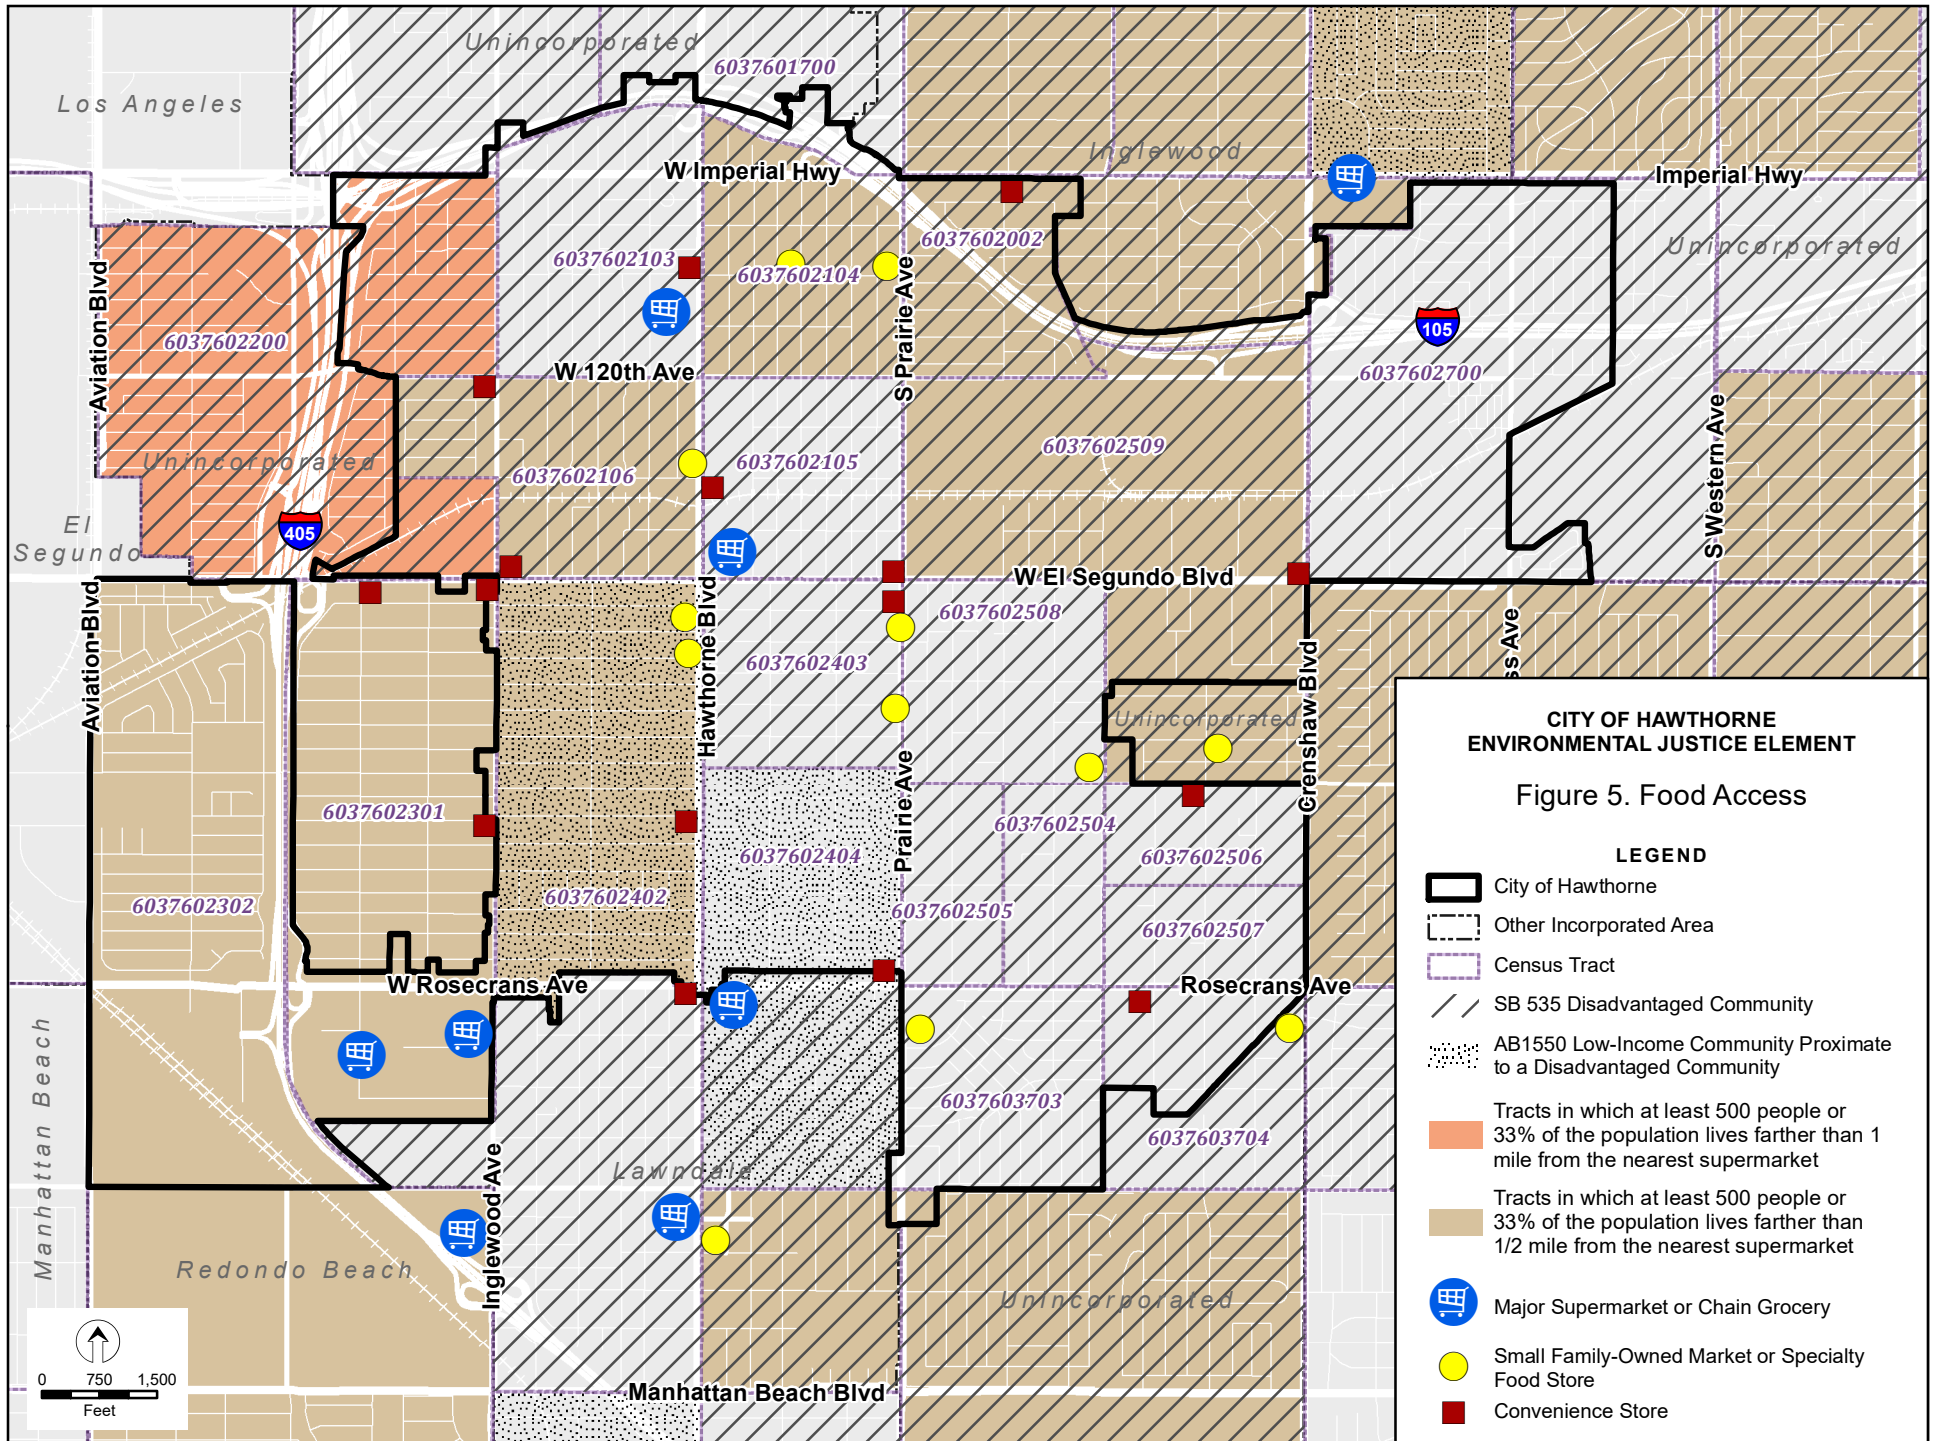 Unincorporated
6037601700
Los Angeles
Inglewood
W Imperial Hwy
Imperial Hwy
6037602002
Unincorporated
6037602103
6037602104
S Prairie Ave
Aviation Blvd
6037602200
105
W 120th Ave
6037602700
S Western Ave
6037602509
Unincorporated
6037602106
6037602105
El
Segundo
405
W El Segundo Blvd
Aviation Blvd
Hawthorne Blvd
6037602508
6037602403
Crenshaw Blvd
ss Ave
Unincorporated
Prairie Ave
6037602301
6037602504
6037602404
6037602506
6037602402
6037602302
6037602505
6037602507
W Rosecrans Ave
Rosecrans Ave
Manhattan Beach
6037603703
6037603704
Inglewood Ave
Lawndale
Redondo Beach
Unincorporated
Manhattan Beach Blvd
0 750 1,500
Feet
CITY OF HAWTHORNE
ENVIRONMENTAL JUSTICE ELEMENT
Figure 5. Food Access
LEGEND
City of Hawthorne
Other Incorporated Area
Census Tract
SB 535 Disadvantaged Community
AB1550 Low-Income Community Proximate
to a Disadvantaged Community
Tracts in which at least 500 people or
33% of the population lives farther than 1
mile from the nearest supermarket
Tracts in which at least 500 people or
33% of the population lives farther than
1/2 mile from the nearest supermarket
Major Supermarket or Chain Grocery
Small Family-Owned Market or Specialty
Food Store
Convenience Store